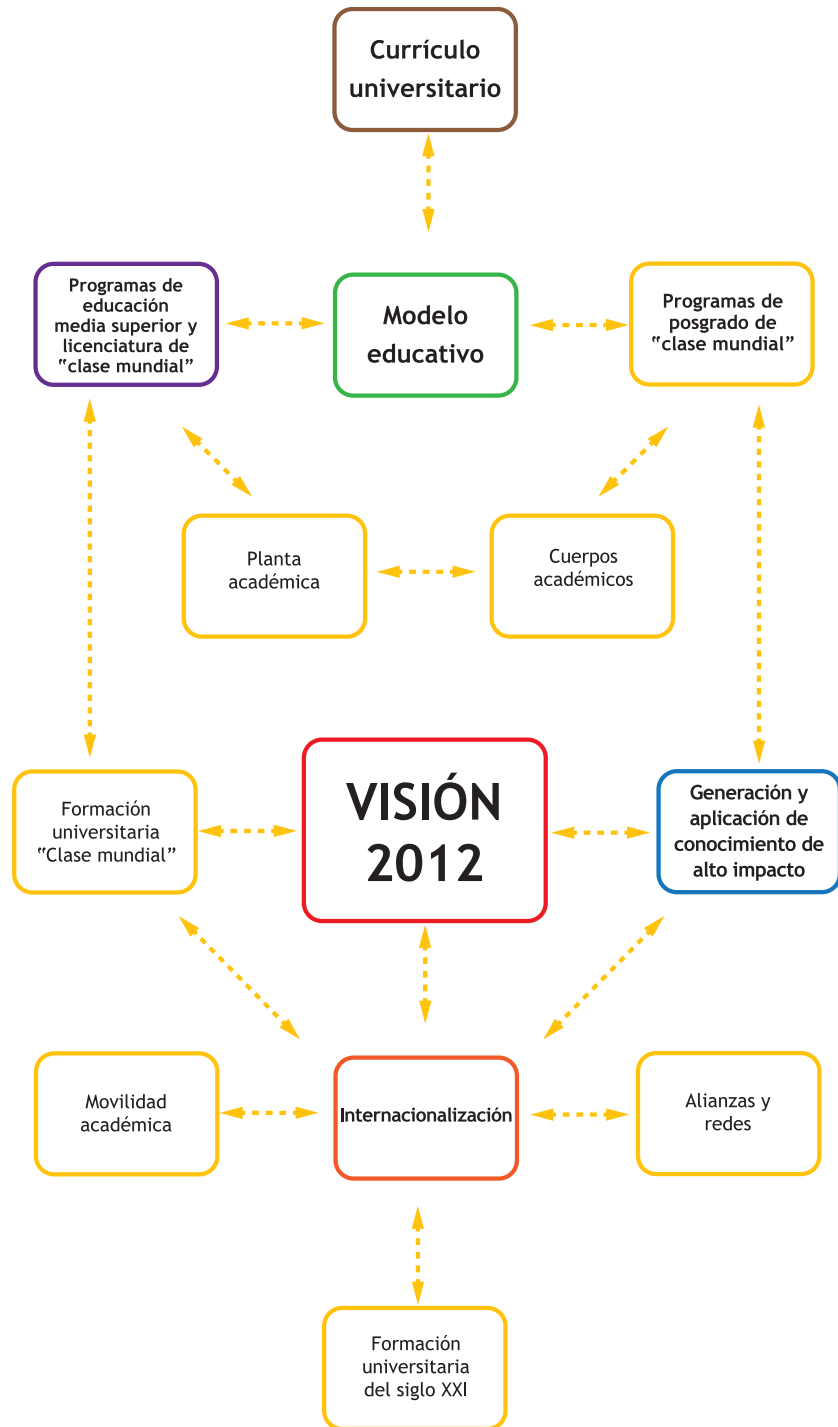 Currículo
universitario
Programas de
educación
media superior y
licenciatura de
“clase mundial”
Modelo
educativo
Programas de
posgrado de
“clase mundial”
Planta
académica
Cuerpos
académicos
Formación
universitaria
“Clase mundial”
VISIÓN
2012
Generación y
aplicación de
conocimiento de
alto impacto
Movilidad
académica
Internacionalización
Alianzas y
redes
Formación
universitaria
del siglo XXI